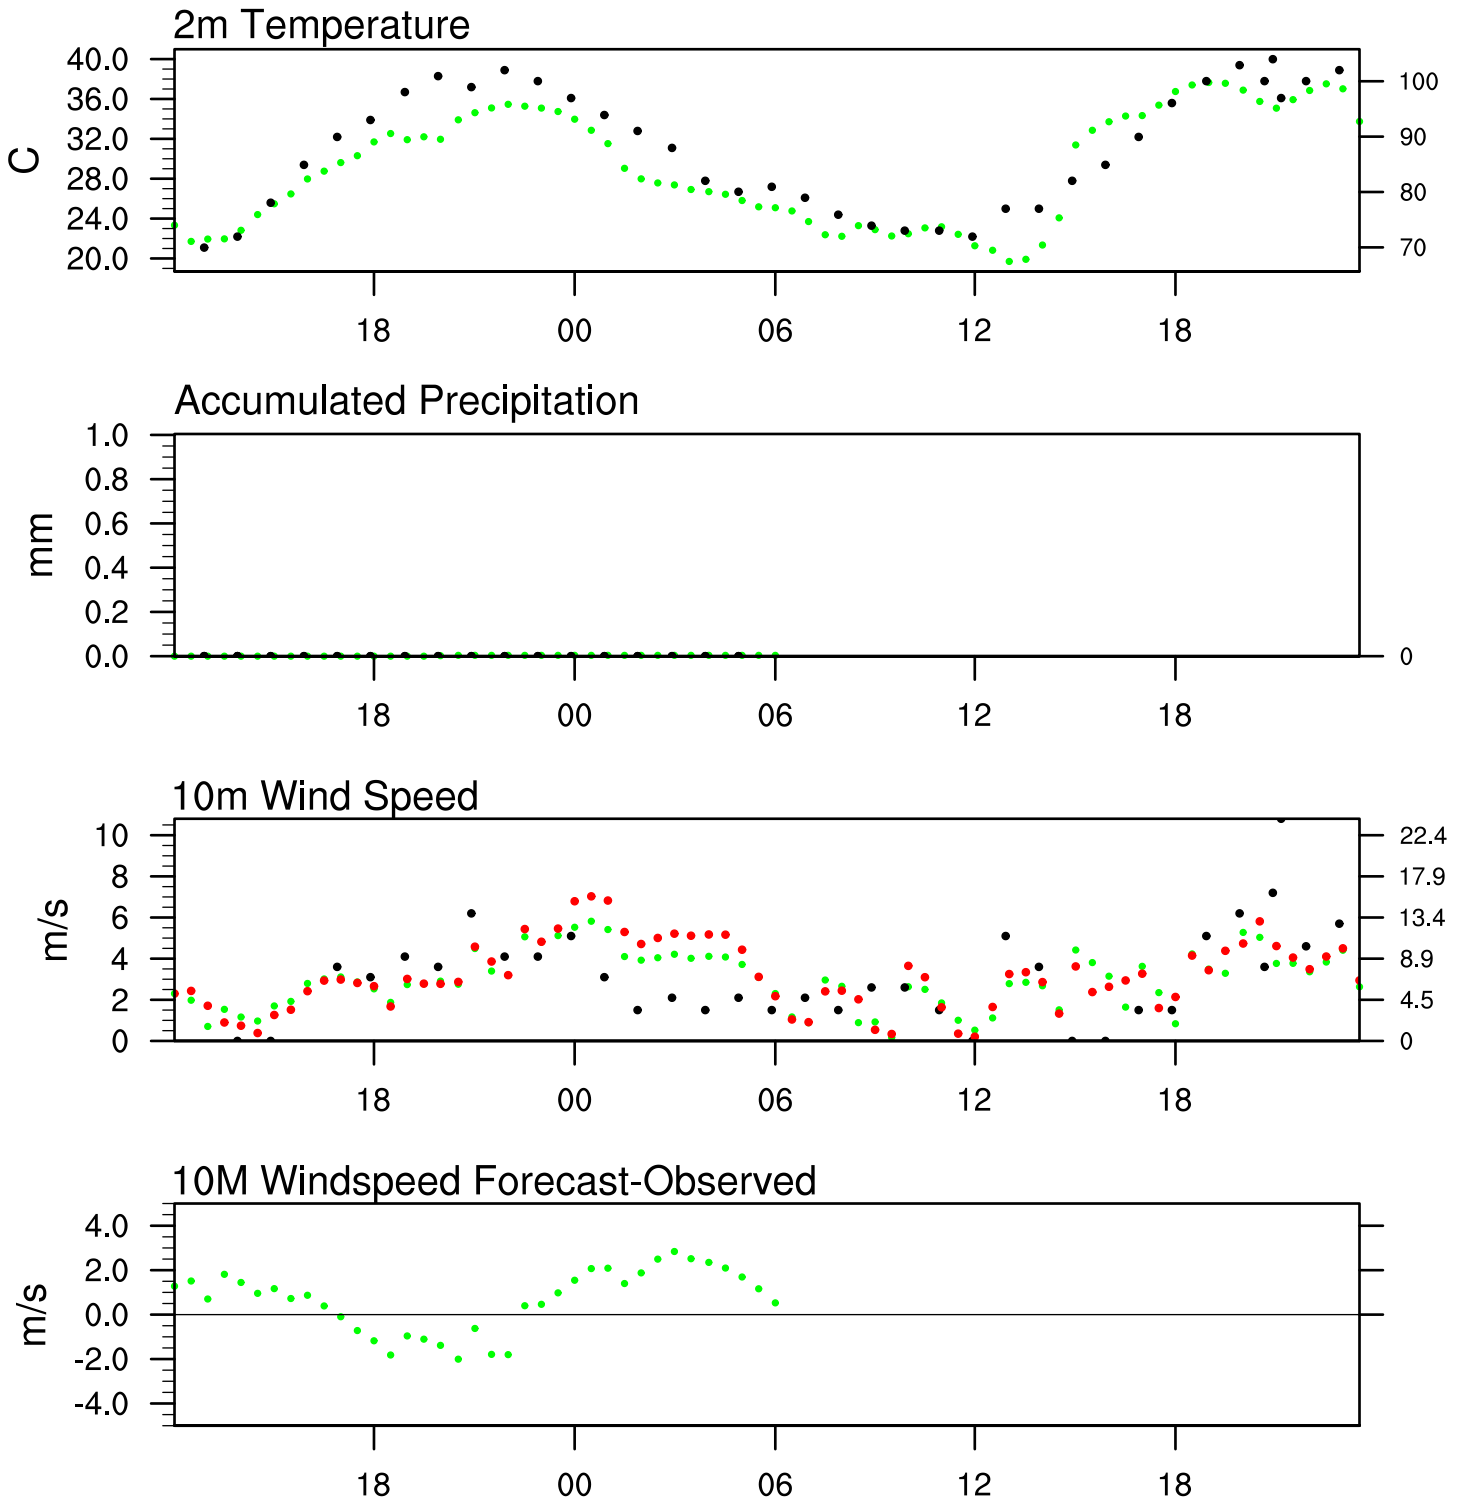 2m Temperature
40.0
36.0
32.0
28.0
24.0
20.0
C
100
90
80
70
18 00 06 12 18
Accumulated Precipitation
1.0
0.8
0.6
0.4
0.2
0.0
mm
0
18 00 06 12 18
10m Wind Speed
10
8
6
4
2
0
m/s
22.4
17.9
13.4
8.9
4.5
0
18 00 06 12 18
10M Windspeed Forecast-Observed
4.0
2.0
0.0
-2.0
-4.0
m/s
18 00 06 12 18